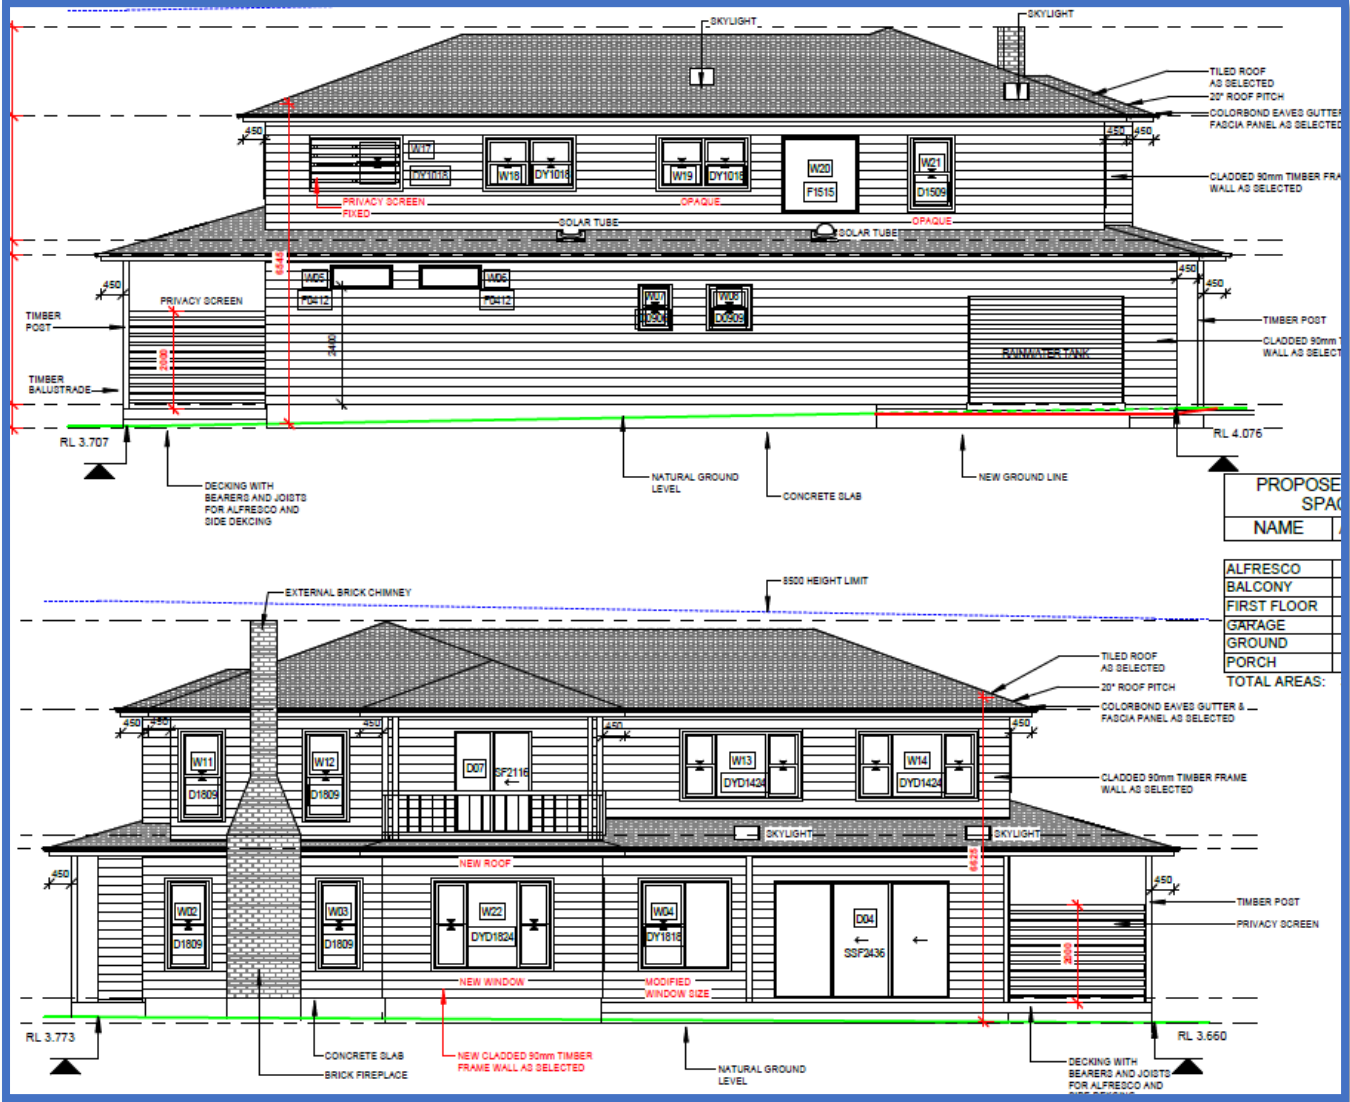 SKYLIGHT
SKYLIGHT
TILED ROOF
AS SELECTED
20° ROOF PITCH
COLORBOND EAVES GUTTER
FASCIA PANEL AS SELECTED
450
450
450
W17
DY1018
W18
DY1018
W19
DY1018
W20
F1515
W21
D1509
CLADDED 90mm TIMBER FRA
WALL AS SELECTED
PRIVACY SCREEN
FIXED
OPAQUE
OPAQUE
SOLAR TUBE
SOLAR TUBE
W05
F0412
W06
F0412
450
450
450
PRIVACY SCREEN
W07
W08
D0909
TIMBER
POST
2000
2400
RAINWATER TANK
TIMBER POST
CLADDED 90mm T
WALL AS SELECT
TIMBER
BALUSTRADE
RL 3.707
RL 4.076
DECKING WITH
BEARERS AND JOISTS
FOR ALFRESCO AND
SIDE DEKCING
NATURAL GROUND
LEVEL
CONCRETE SLAB
NEW GROUND LINE
PROPOSE
SPAC
NAME
ALFRESCO
BALCONY
FIRST FLOOR
GARAGE
GROUND
PORCH
TOTAL AREAS:
EXTERNAL BRICK CHIMNEY
8500 HEIGHT LIMIT
TILED ROOF
AS SELECTED
20° ROOF PITCH
COLORBOND EAVES GUTTER &
FASCIA PANEL AS SELECTED
450
450
450
450
450
W11
D1809
W12
D1809
D07
SF2116
W13
DYD1424
W14
DYD1424
CLADDED 90mm TIMBER FRAME
WALL AS SELECTED
SKYLIGHT
SKYLIGHT
6625
NEW ROOF
450
450
W02
D1809
W03
D1809
W22
DYD1824
W04
DY1818
D04
SSF2436
TIMBER POST
PRIVACY SCREEN
2000
NEW WINDOW
MODIFIED
WINDOW SIZE
RL 3.773
RL 3.660
CONCRETE SLAB
BRICK FIREPLACE
NEW CLADDED 90mm TIMBER
FRAME WALL AS SELECTED
NATURAL GROUND
LEVEL
DECKING WITH
BEARERS AND JOISTS
FOR ALFRESCO AND